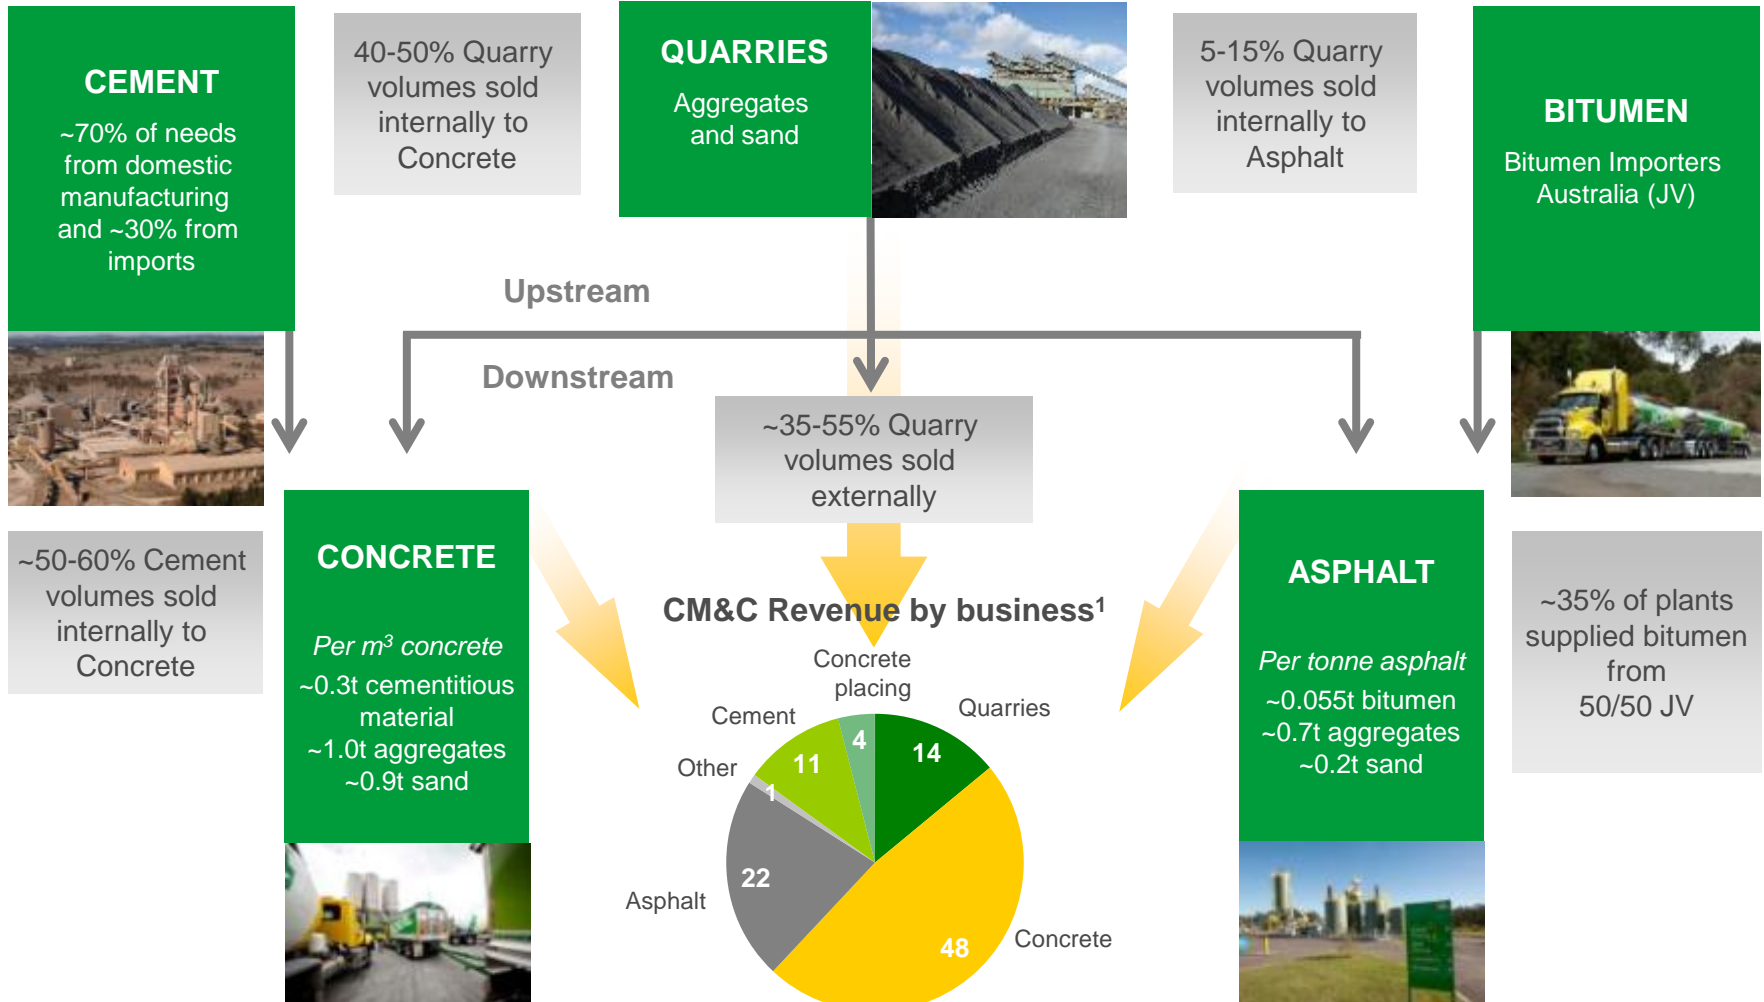 CEMENT
~70% of needs
from domestic
manufacturing
and ~30% from
imports
40-50% Quarry
volumes sold
internally to
Concrete
QUARRIES
Aggregates
and sand
5-15% Quarry
volumes sold
internally to
Asphalt
BITUMEN
Bitumen Importers
Australia (JV)
Upstream
Downstream
~35-55% Quarry
volumes sold
externally
~50-60% Cement
volumes sold
internally to
Concrete
CONCRETE
Per m³ concrete
~0.3t cementitious
material
~1.0t aggregates
~0.9t sand
CM&C Revenue by business¹
Concrete
placing
Cement
Quarries
Other
Asphalt
Concrete
4
14
11
1
22
48
ASPHALT
Per tonne asphalt
~0.055t bitumen
~0.7t aggregates
~0.2t sand
~35% of plants
supplied bitumen
from
50/50 JV